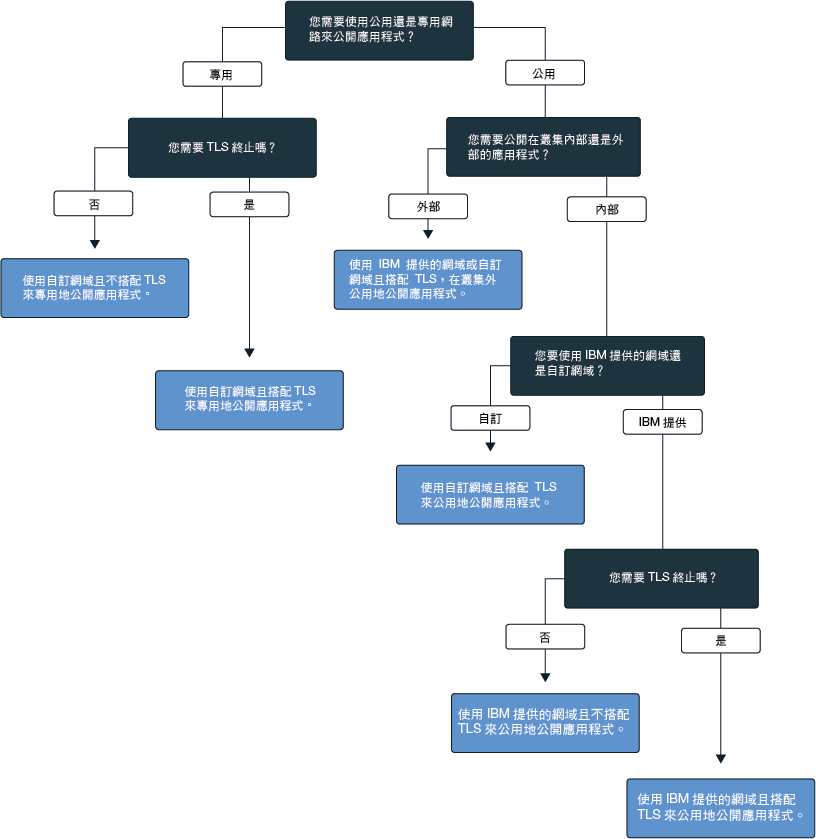 您需要使用公用還是專用網
路來公開應用程式？
專用
公用
您需要 TLS 終止嗎？
您需要公開在叢集內部還是外
部的應用程式？
否
是
外部
內部
使用自訂網域且不搭配 TLS
來專用地公開應用程式。
使用 IBM 提供的網域或自訂
網域且搭配 TLS，在叢集外
公用地公開應用程式。
您要使用 IBM 提供的網域還
是自訂網域？
使用自訂網域且搭配 TLS
來專用地公開應用程式。
自訂
IBM 提供
使用自訂網域且搭配 TLS
來公用地公開應用程式。
您需要 TLS 終止嗎？
否
是
使用 IBM 提供的網域且不搭配
TLS 來公用地公開應用程式。
使用 IBM 提供的網域且搭配
TLS 來公用地公開應用程式。